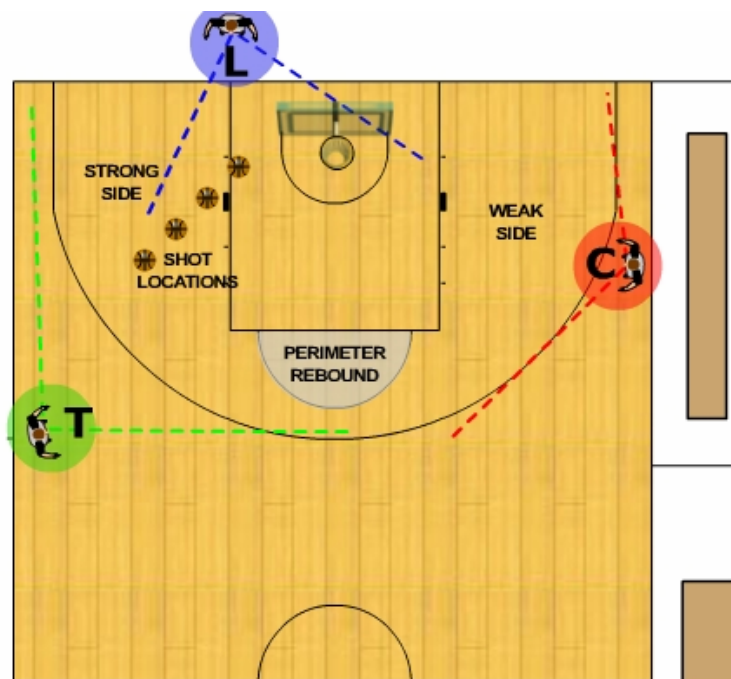 L
STRONG
SIDE
WEAK
SIDE
C
SHOT
LOCATIONS
PERIMETER
REBOUND
T